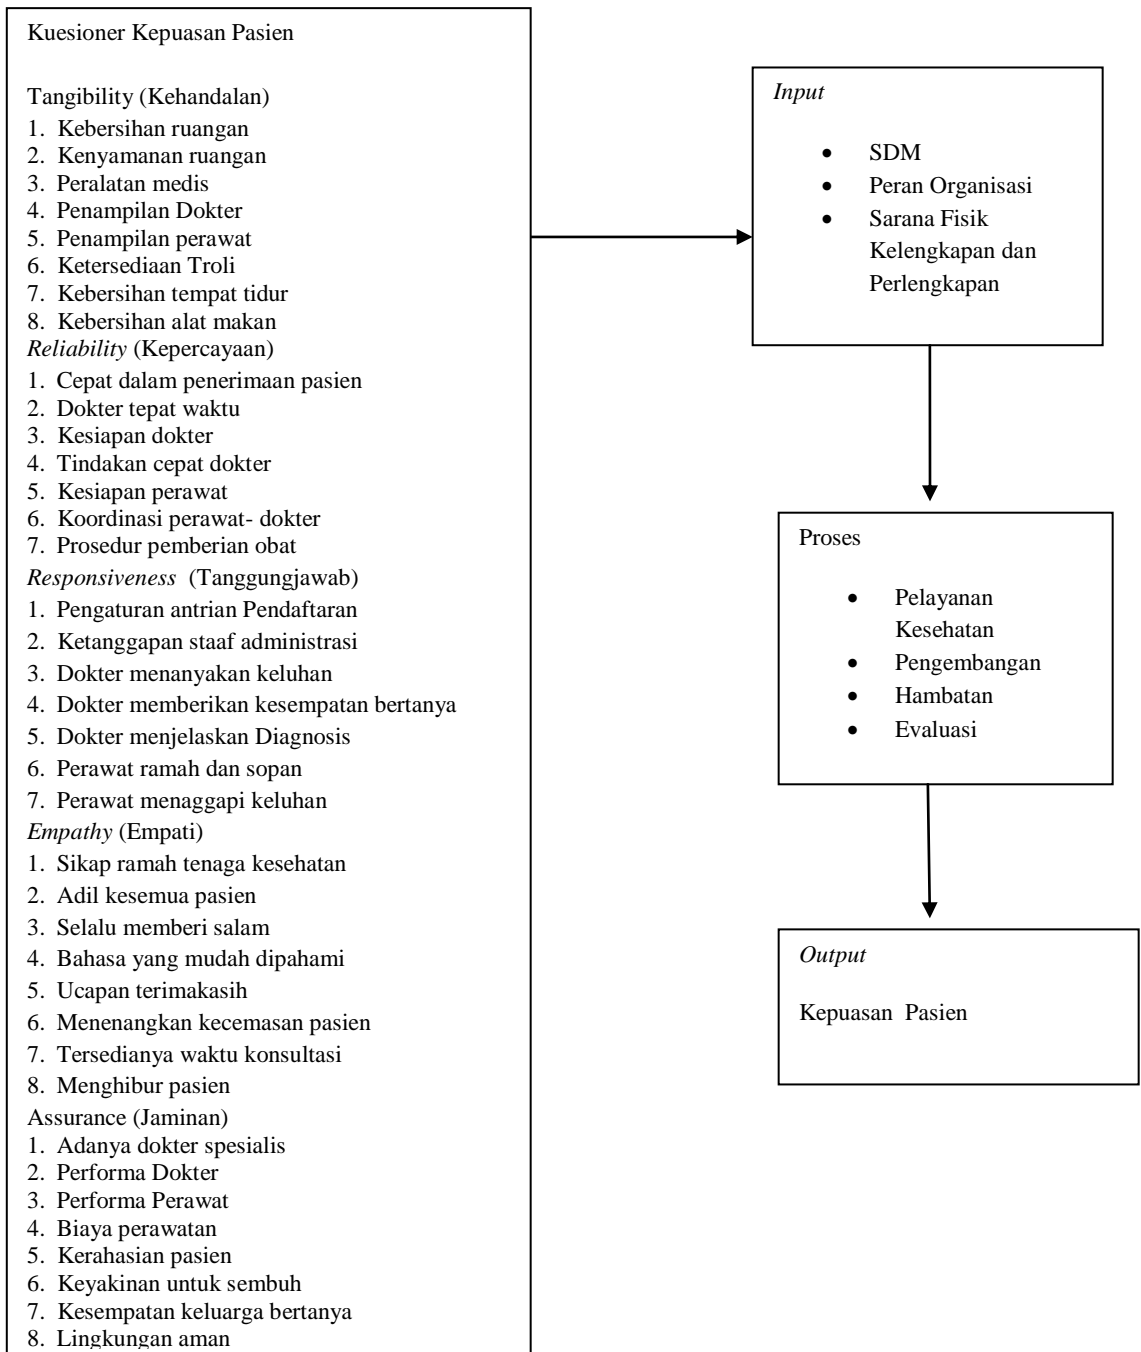 Kuesioner Kepuasan Pasien
Tangibility (Kehandalan)
1. Kebersihan ruangan
2. Kenyamanan ruangan
3. Peralatan medis
4. Penampilan Dokter
5. Penampilan perawat
6. Ketersediaan Troli
7. Kebersihan tempat tidur
8. Kebersihan alat makan
Reliability (Kepercayaan)
1. Cepat dalam penerimaan pasien
2. Dokter tepat waktu
3. Kesiapan dokter
4. Tindakan cepat dokter
5. Kesiapan perawat
6. Koordinasi perawat- dokter
7. Prosedur pemberian obat
Responsiveness (Tanggungjawab)
1. Pengaturan antrian Pendaftaran
2. Ketanggapan staaf administrasi
3. Dokter menanyakan keluhan
4. Dokter memberikan kesempatan bertanya
5. Dokter menjelaskan Diagnosis
6. Perawat ramah dan sopan
7. Perawat menaggapi keluhan
Empathy (Empati)
1. Sikap ramah tenaga kesehatan
2. Adil kesemua pasien
3. Selalu memberi salam
4. Bahasa yang mudah dipahami
5. Ucapan terimakasih
6. Menenangkan kecemasan pasien
7. Tersedianya waktu konsultasi
8. Menghibur pasien
Assurance (Jaminan)
1. Adanya dokter spesialis
2. Performa Dokter
3. Performa Perawat
4. Biaya perawatan
5. Kerahasian pasien
6. Keyakinan untuk sembuh
7. Kesempatan keluarga bertanya
8. Lingkungan aman
Input
• SDM
• Peran Organisasi
• Sarana Fisik
Kelengkapan dan
Perlengkapan
Proses
• Pelayanan
Kesehatan
• Pengembangan
• Hambatan
• Evaluasi
Output
Kepuasan Pasien